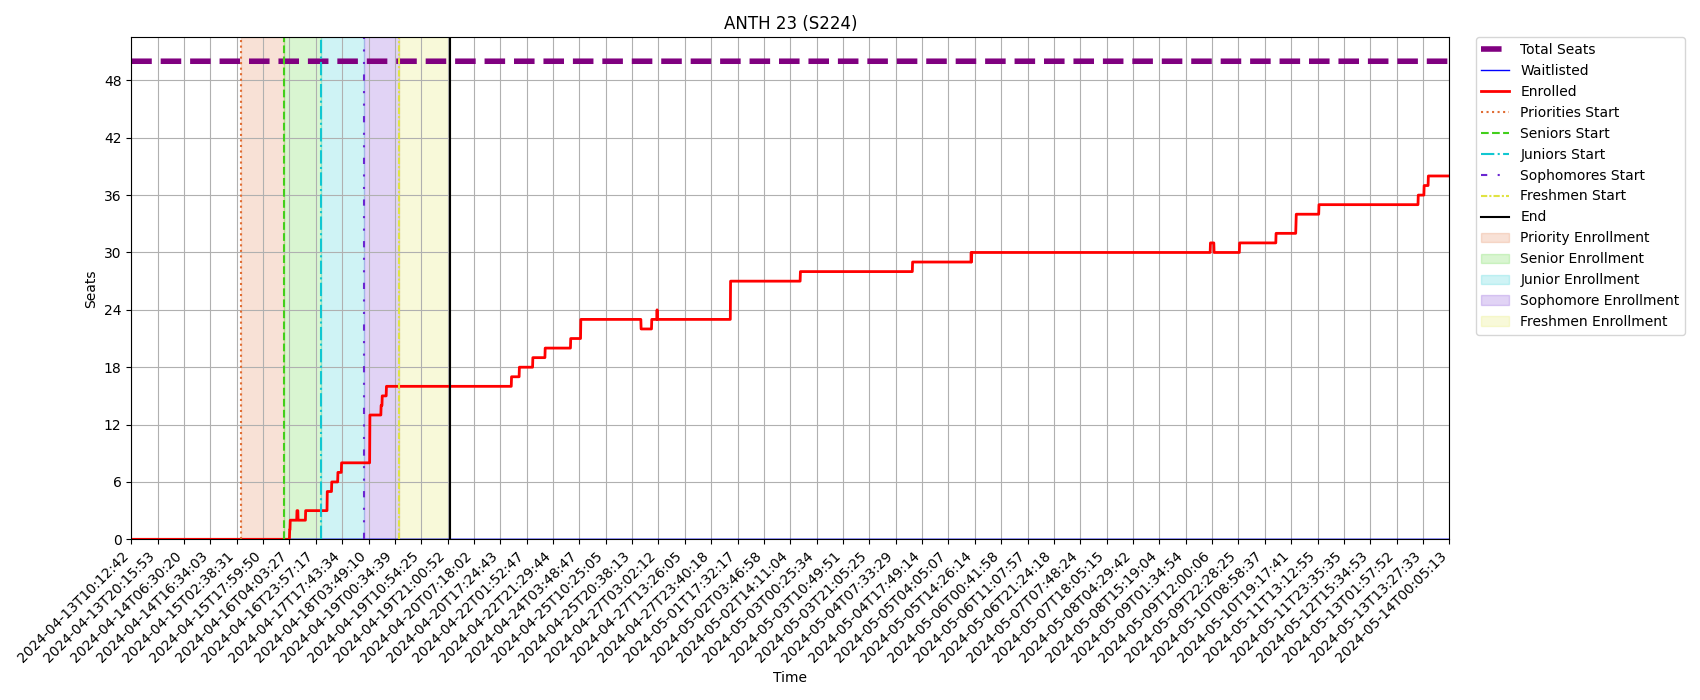 ANTH 23 (S224)
Seats
48
42
36
30
24
18
12
6
0
2024-04-13T10:12:42
2024-04-13T20:15:53
2024-04-14T06:30:20
2024-04-14T16:34:03
2024-04-15T02:38:31
2024-04-15T17:59:50
2024-04-16T04:03:27
2024-04-16T23:57:17
2024-04-17T17:43:34
2024-04-18T03:49:10
2024-04-19T00:34:39
2024-04-19T10:54:25
2024-04-19T21:00:52
2024-04-20T07:18:02
2024-04-20T17:24:43
2024-04-22T01:52:47
2024-04-22T21:29:44
2024-04-24T03:48:47
2024-04-25T10:25:05
2024-04-25T20:38:13
2024-04-27T03:02:12
2024-04-27T13:26:05
2024-04-27T23:40:18
2024-05-01T17:32:17
2024-05-02T03:46:58
2024-05-02T14:11:04
2024-05-03T00:25:34
2024-05-03T10:49:51
2024-05-03T21:05:25
2024-05-04T07:33:29
2024-05-04T17:49:14
2024-05-05T04:05:07
2024-05-05T14:26:14
2024-05-06T00:41:58
2024-05-06T11:07:57
2024-05-06T21:24:18
2024-05-07T07:48:24
2024-05-07T18:05:15
2024-05-08T04:29:42
2024-05-08T15:19:04
2024-05-09T01:34:54
2024-05-09T12:00:06
2024-05-09T22:28:25
2024-05-10T08:58:37
2024-05-10T19:17:41
2024-05-11T13:12:55
2024-05-11T23:35:35
2024-05-12T15:34:53
2024-05-13T01:57:52
2024-05-13T13:27:33
2024-05-14T00:05:13
Time
Total Seats
Waitlisted
Enrolled
Priorities Start
Seniors Start
Juniors Start
Sophomores Start
Freshmen Start
End
Priority Enrollment
Senior Enrollment
Junior Enrollment
Sophomore Enrollment
Freshmen Enrollment